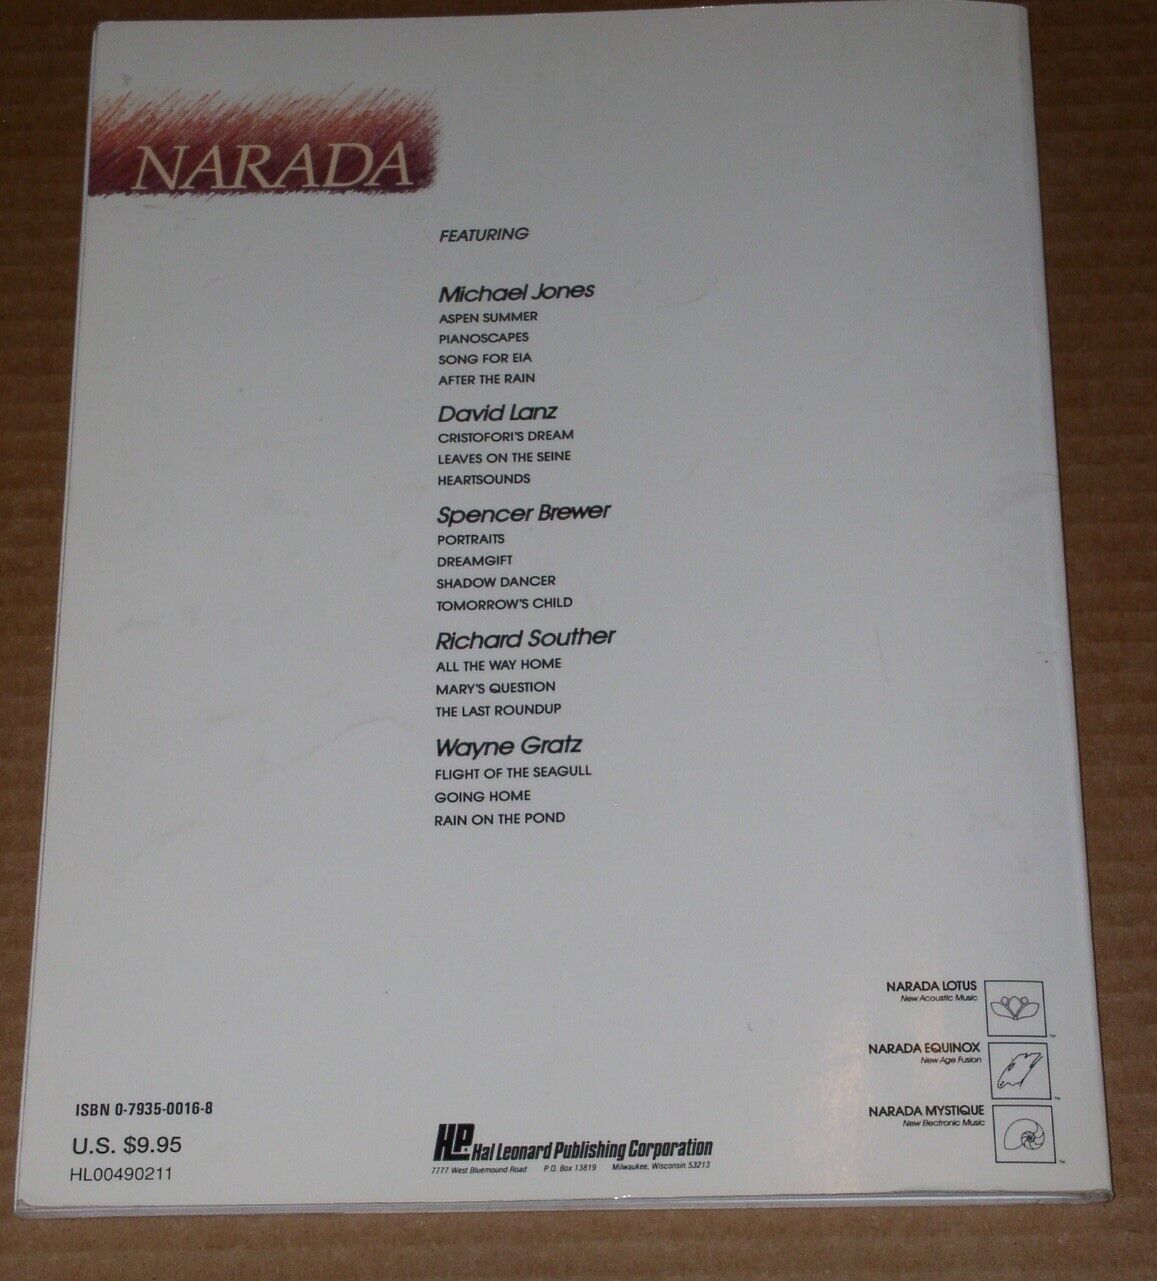 NARADA
FEATURING
Michael Jones
ASPEN SUMMER
PIANOSCAPES
SONG FOR EIA
AFTER THE RAIN
David Lanz
CRISTOFORI'S DREAM
LEAVES ON THE SEINE
HEARTSOUNDS
Spencer Brewer
PORTRAITS
DREAMGIFT
SHADOW DANCER
TOMORROW'S CHILD
Richard Souther
ALL THE WAY HOME
MARY'S QUESTION
THE LAST ROUNDUP
Wayne Gratz
FLIGHT OF THE SEAGULL
GOING HOME
RAIN ON THE POND
NARADA LOTUS
New Acoustic Music
™
NARADA EQUINOX
New Age Fusion
™
NARADA MYSTIQUE
New Electronic Music
™
ISBN 0-7935-0016-8
U.S. $9.95
HL00490211
HL Hal Leonard Publishing Corporation
7777 West Bluemound Road P.O. Box 13819 Milwaukee, Wisconsin 53213